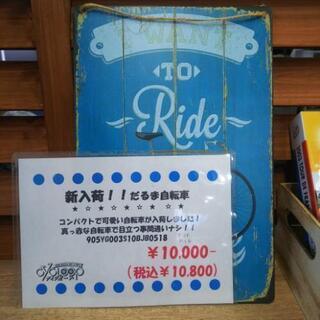 I WANT
TO
Ride
新入荷!!だるま自転車
★☆★☆★☆★☆★
コンパクトで可愛い自転車が入荷しました!
真っ赤な自転車で目立つ事間違いナシ!!
905YG003S10BJB0518
￥10.000-
(税込￥10.800)